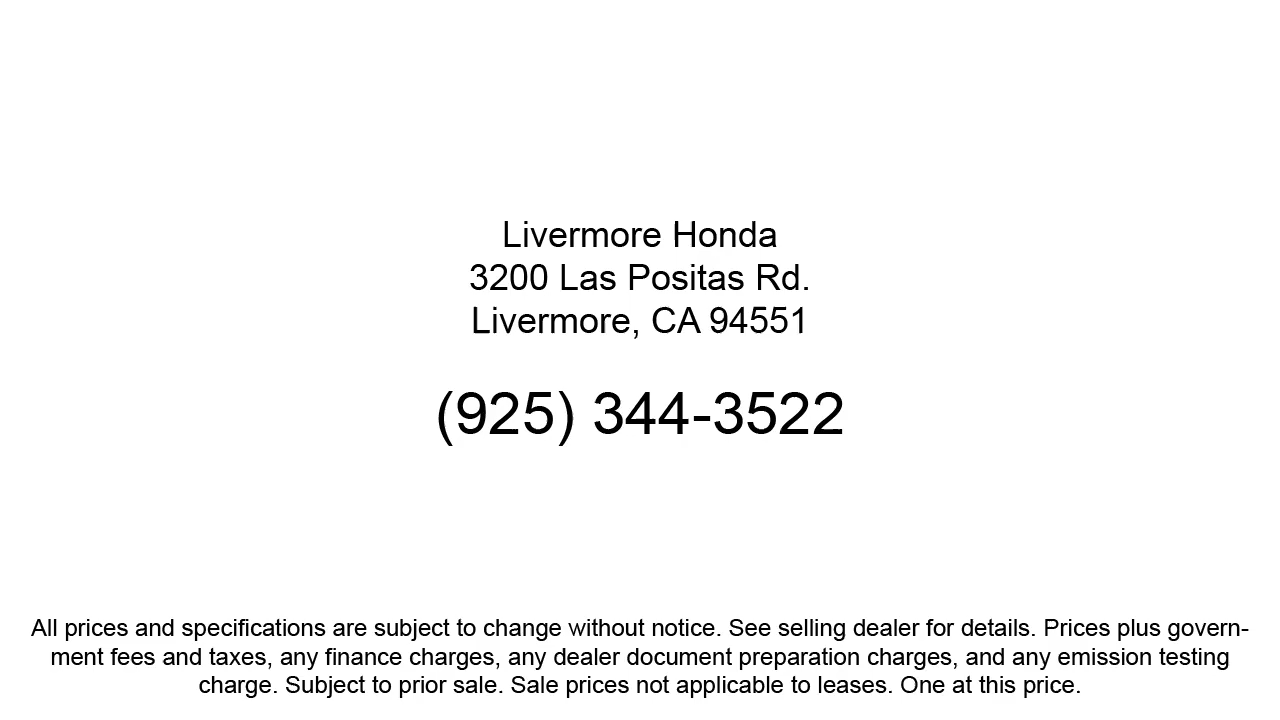 Livermore Honda
3200 Las Positas Rd.
Livermore, CA 94551
(925) 344-3522
All prices and specifications are subject to change without notice. See selling dealer for details. Prices plus govern-
ment fees and taxes, any finance charges, any dealer document preparation charges, and any emission testing
charge. Subject to prior sale. Sale prices not applicable to leases. One at this price.